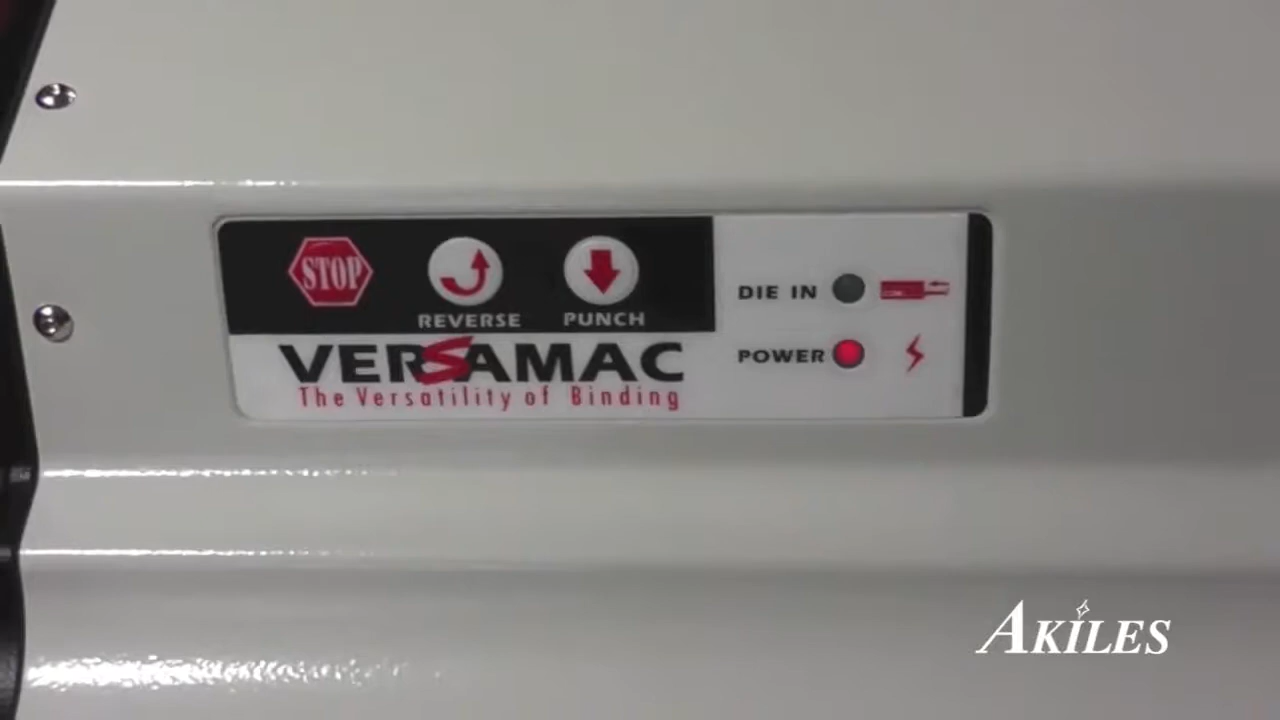 STOP
REVERSE
PUNCH
VERSAMAC
The Versatility of Binding
DIE IN
POWER
AKILES